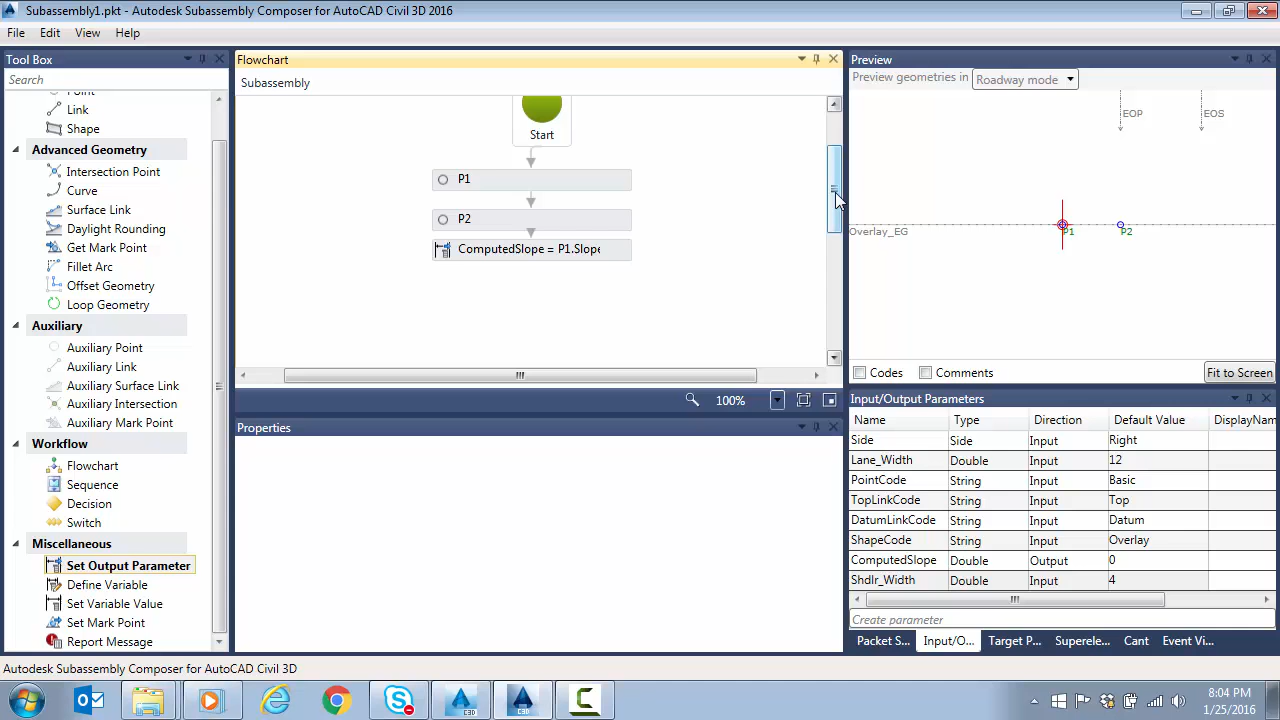 Subassembly1.pkt - Autodesk Subassembly Composer for AutoCAD Civil 3D 2016
File Edit View Help
Tool Box
Search
Link
Shape
Advanced Geometry
Intersection Point
Curve
Surface Link
Daylight Rounding
Get Mark Point
Fillet Arc
Offset Geometry
Loop Geometry
Auxiliary
Auxiliary Point
Auxiliary Link
Auxiliary Surface Link
Auxiliary Intersection
Auxiliary Mark Point
Workflow
Flowchart
Sequence
Decision
Switch
Miscellaneous
Set Output Parameter
Define Variable
Set Variable Value
Set Mark Point
Report Message
Flowchart
Subassembly
Start
P1
P2
ComputedSlope = P1.Slope
100%
Properties
Preview
Preview geometries in Roadway mode
EOP EOS
Overlay_EG P1 P2
Codes Comments Fit to Screen
Input/Output Parameters
Name Type Direction Default Value DisplayNam
Side Side Input Right
Lane_Width Double Input 12
PointCode String Input Basic
TopLinkCode String Input Top
DatumLinkCode String Input Datum
ShapeCode String Input Overlay
ComputedSlope Double Output 0
Shdlr_Width Double Input 4
Create parameter
Packet S... Input/O... Target P... Superele... Cant Event Vi...
Autodesk Subassembly Composer for AutoCAD Civil 3D
C3D C3D
8:04 PM
1/25/2016